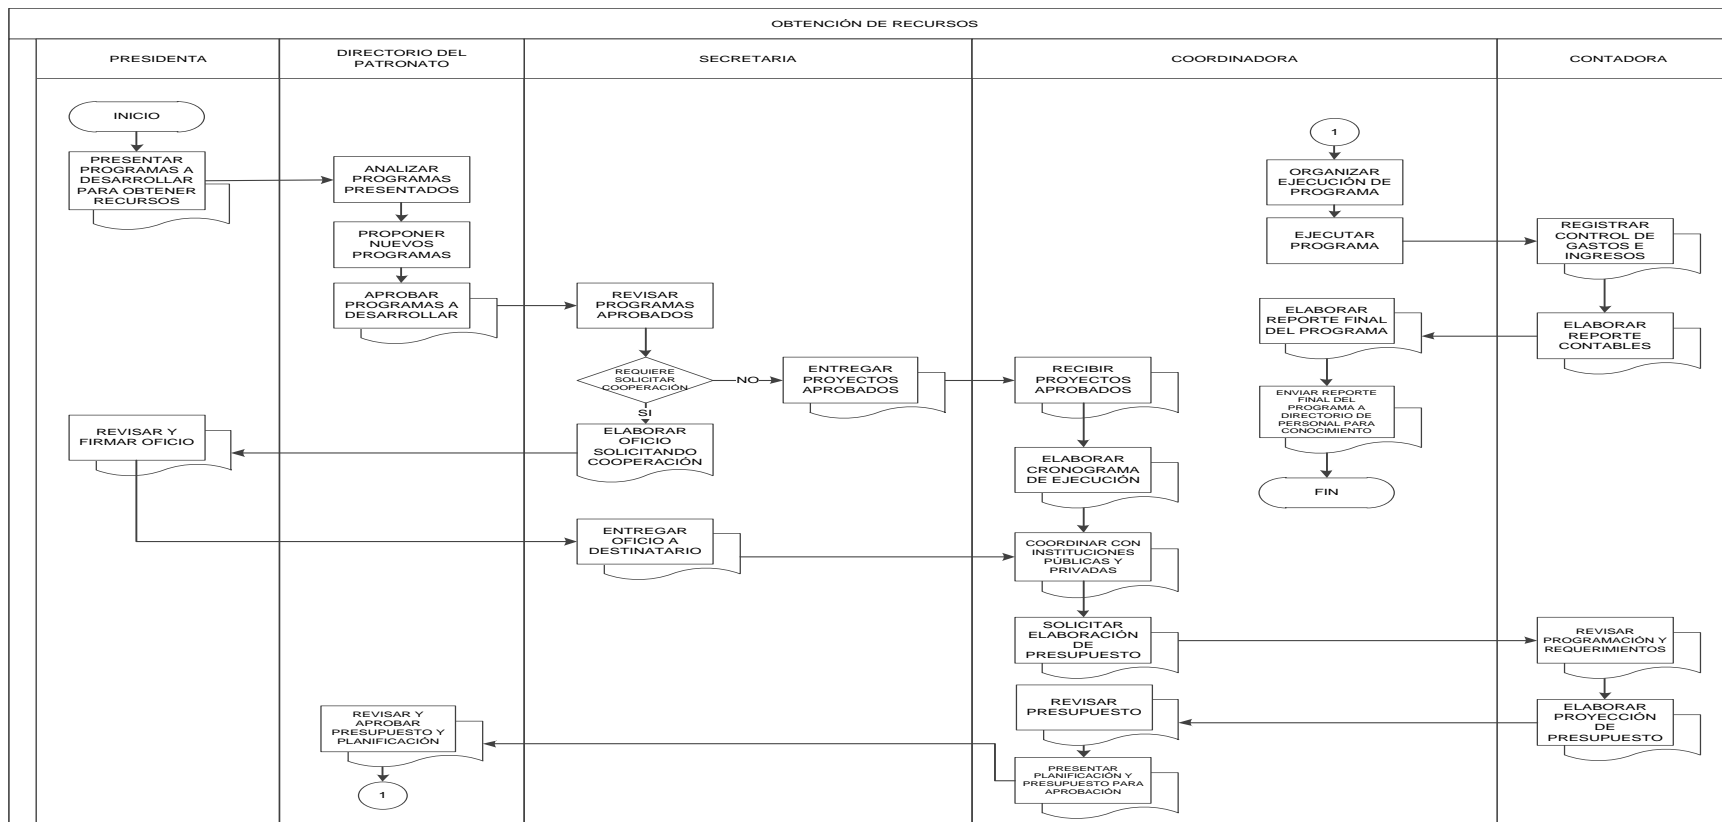 OBTENCIÓN DE RECURSOS
PRESIDENTA
DIRECTORIO DEL
PATRONATO
SECRETARIA
COORDINADORA
CONTADORA
INICIO
PRESENTAR
PROGRAMAS A
DESARROLLAR
PARA OBTENER
RECURSOS
ANALIZAR
PROGRAMAS
PRESENTADOS
PROPONER
NUEVOS
PROGRAMAS
APROBAR
PROGRAMAS A
DESARROLLAR
REVISAR
PROGRAMAS
APROBADOS
REQUIERE
SOLICITAR
COOPERACIÓN
NO
SI
ENTREGAR
PROYECTOS
APROBADOS
RECIBIR
PROYECTOS
APROBADOS
ELABORAR
OFICIO
SOLICITANDO
COOPERACIÓN
REVISAR Y
FIRMAR OFICIO
ENTREGAR
OFICIO A
DESTINATARIO
ELABORAR
CRONOGRAMA
DE EJECUCIÓN
COORDINAR CON
INSTITUCIONES
PÚBLICAS Y
PRIVADAS
SOLICITAR
ELABORACIÓN
DE
PRESUPUESTO
REVISAR
PROGRAMACIÓN Y
REQUERIMIENTOS
ELABORAR
PROYECCIÓN
DE
PRESUPUESTO
REVISAR
PRESUPUESTO
PRESENTAR
PLANIFICACIÓN Y
PRESUPUESTO PARA
APROBACIÓN
REVISAR Y
APROBAR
PRESUPUESTO Y
PLANIFICACIÓN
1
1
ORGANIZAR
EJECUCIÓN DE
PROGRAMA
EJECUTAR
PROGRAMA
REGISTRAR
CONTROL DE
GASTOS E
INGRESOS
ELABORAR
REPORTE
CONTABLES
ELABORAR
REPORTE FINAL
DEL PROGRAMA
ENVIAR REPORTE
FINAL DEL
PROGRAMA A
DIRECTORIO DE
PERSONAL PARA
CONOCIMIENTO
FIN